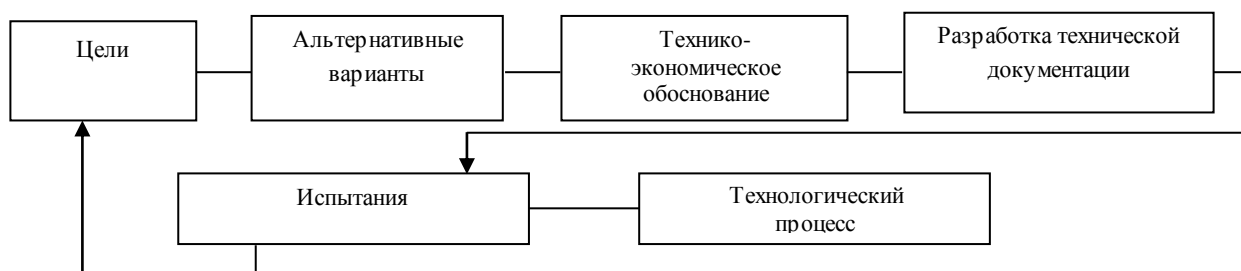 Цели
Альтернативные
варианты
Технико-
экономическое
обоснование
Разработка технической
документации
Испытания
Технологический
процесс